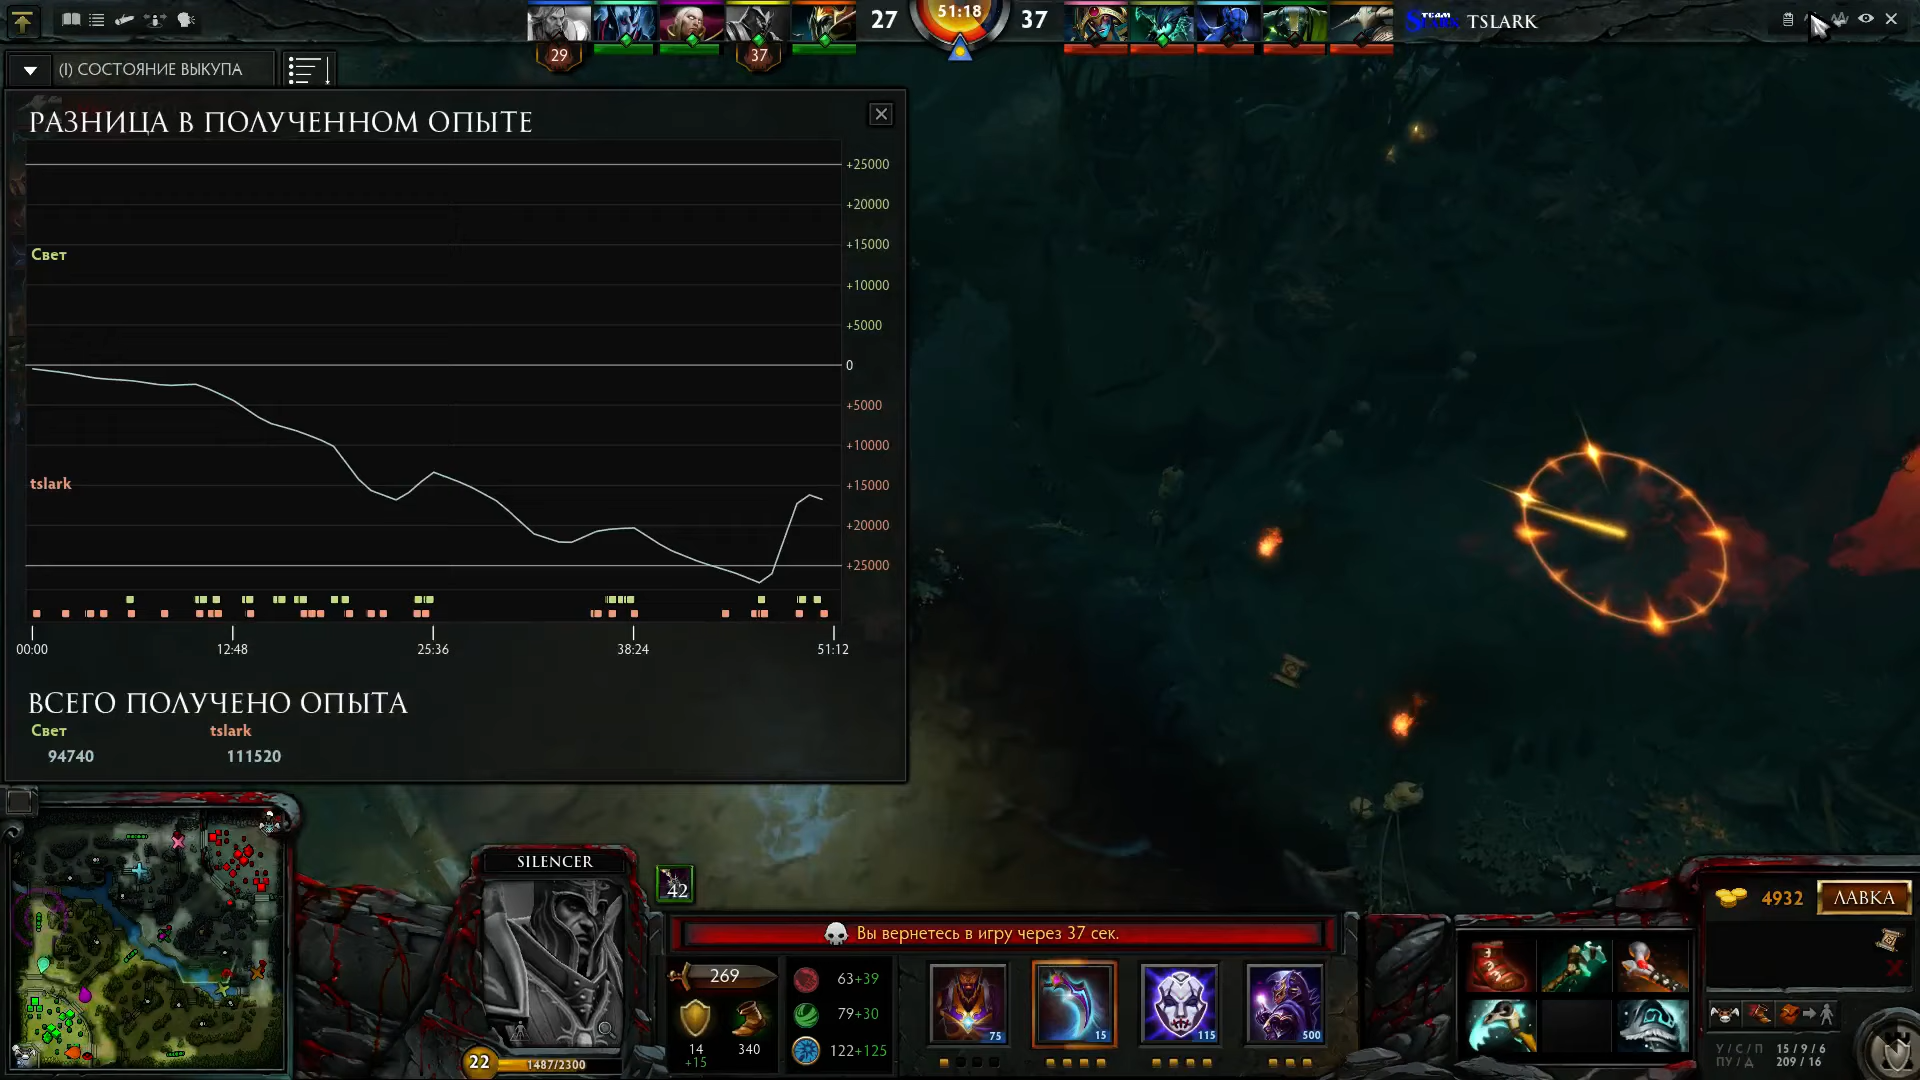 27
51:18
37
TEAM
TSLARK
29
37
(I) СОСТОЯНИЕ ВЫКУПА
РАЗНИЦА В ПОЛУЧЕННОМ ОПЫТЕ
+25000
+20000
+15000
Свет
+10000
+5000
0
+5000
+10000
tslark
+15000
+20000
+25000
00:00
12:48
25:36
38:24
51:12
ВСЕГО ПОЛУЧЕНО ОПЫТА
Свет
tslark
94740
111520
SILENCER
42
22
1487/2300
Вы вернетесь в игру через 37 сек.
269
14
+15
340
63+39
79+30
122+125
75
15
115
500
4932
ЛАВКА
У / С / П 15 / 9 / 6
ПУ / Д 209 / 16